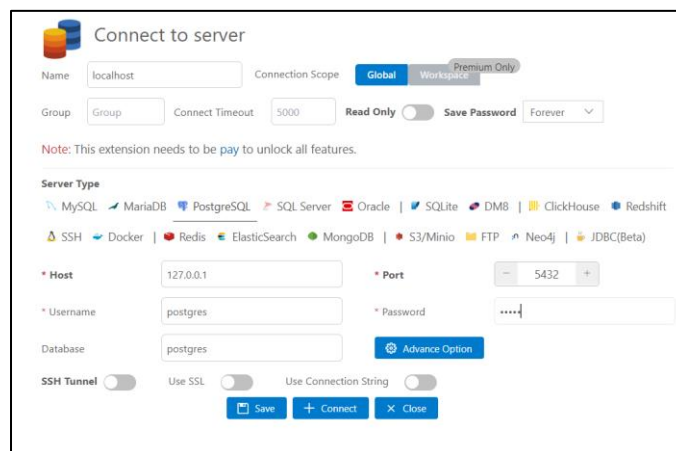 Connect to server
Name localhost Connection Scope Global Workspace Premium Only
Group Group Connect Timeout 5000 Read Only Save Password Forever
Note: This extension needs to be pay to unlock all features.
Server Type
MySQL MariaDB PostgreSQL SQL Server Oracle | SQLite DM8 | ClickHouse Redshift
SSH Docker | Redis ElasticSearch MongoDB | S3/Minio FTP Neo4j | JDBC(Beta)
* Host 127.0.0.1 * Port − 5432 +
* Username postgres * Password •••••
Database postgres Advance Option
SSH Tunnel Use SSL Use Connection String
Save + Connect × Close